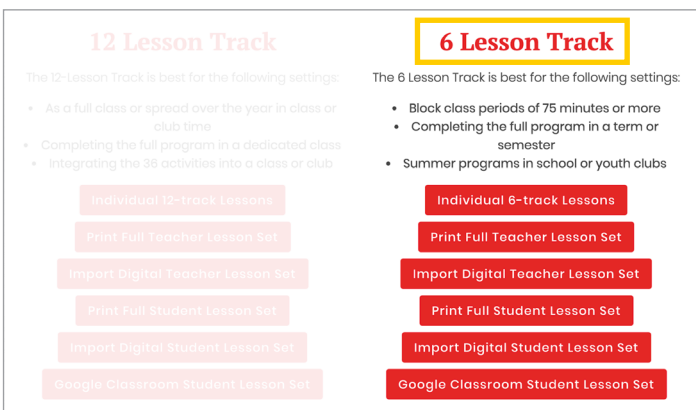 12 Lesson Track
The 12-Lesson Track is best for the following settings:
• As a full class or spread over the year in class or
club time
• Completing the full program in a dedicated class
• Integrating the 36 activities into a class or club
Individual 12-track Lessons
Print Full Teacher Lesson Set
Import Digital Teacher Lesson Set
Print Full Student Lesson Set
Import Digital Student Lesson Set
Google Classroom Student Lesson Set
6 Lesson Track
The 6 Lesson Track is best for the following settings:
• Block class periods of 75 minutes or more
• Completing the full program in a term or
semester
• Summer programs in school or youth clubs
Individual 6-track Lessons
Print Full Teacher Lesson Set
Import Digital Teacher Lesson Set
Print Full Student Lesson Set
Import Digital Student Lesson Set
Google Classroom Student Lesson Set